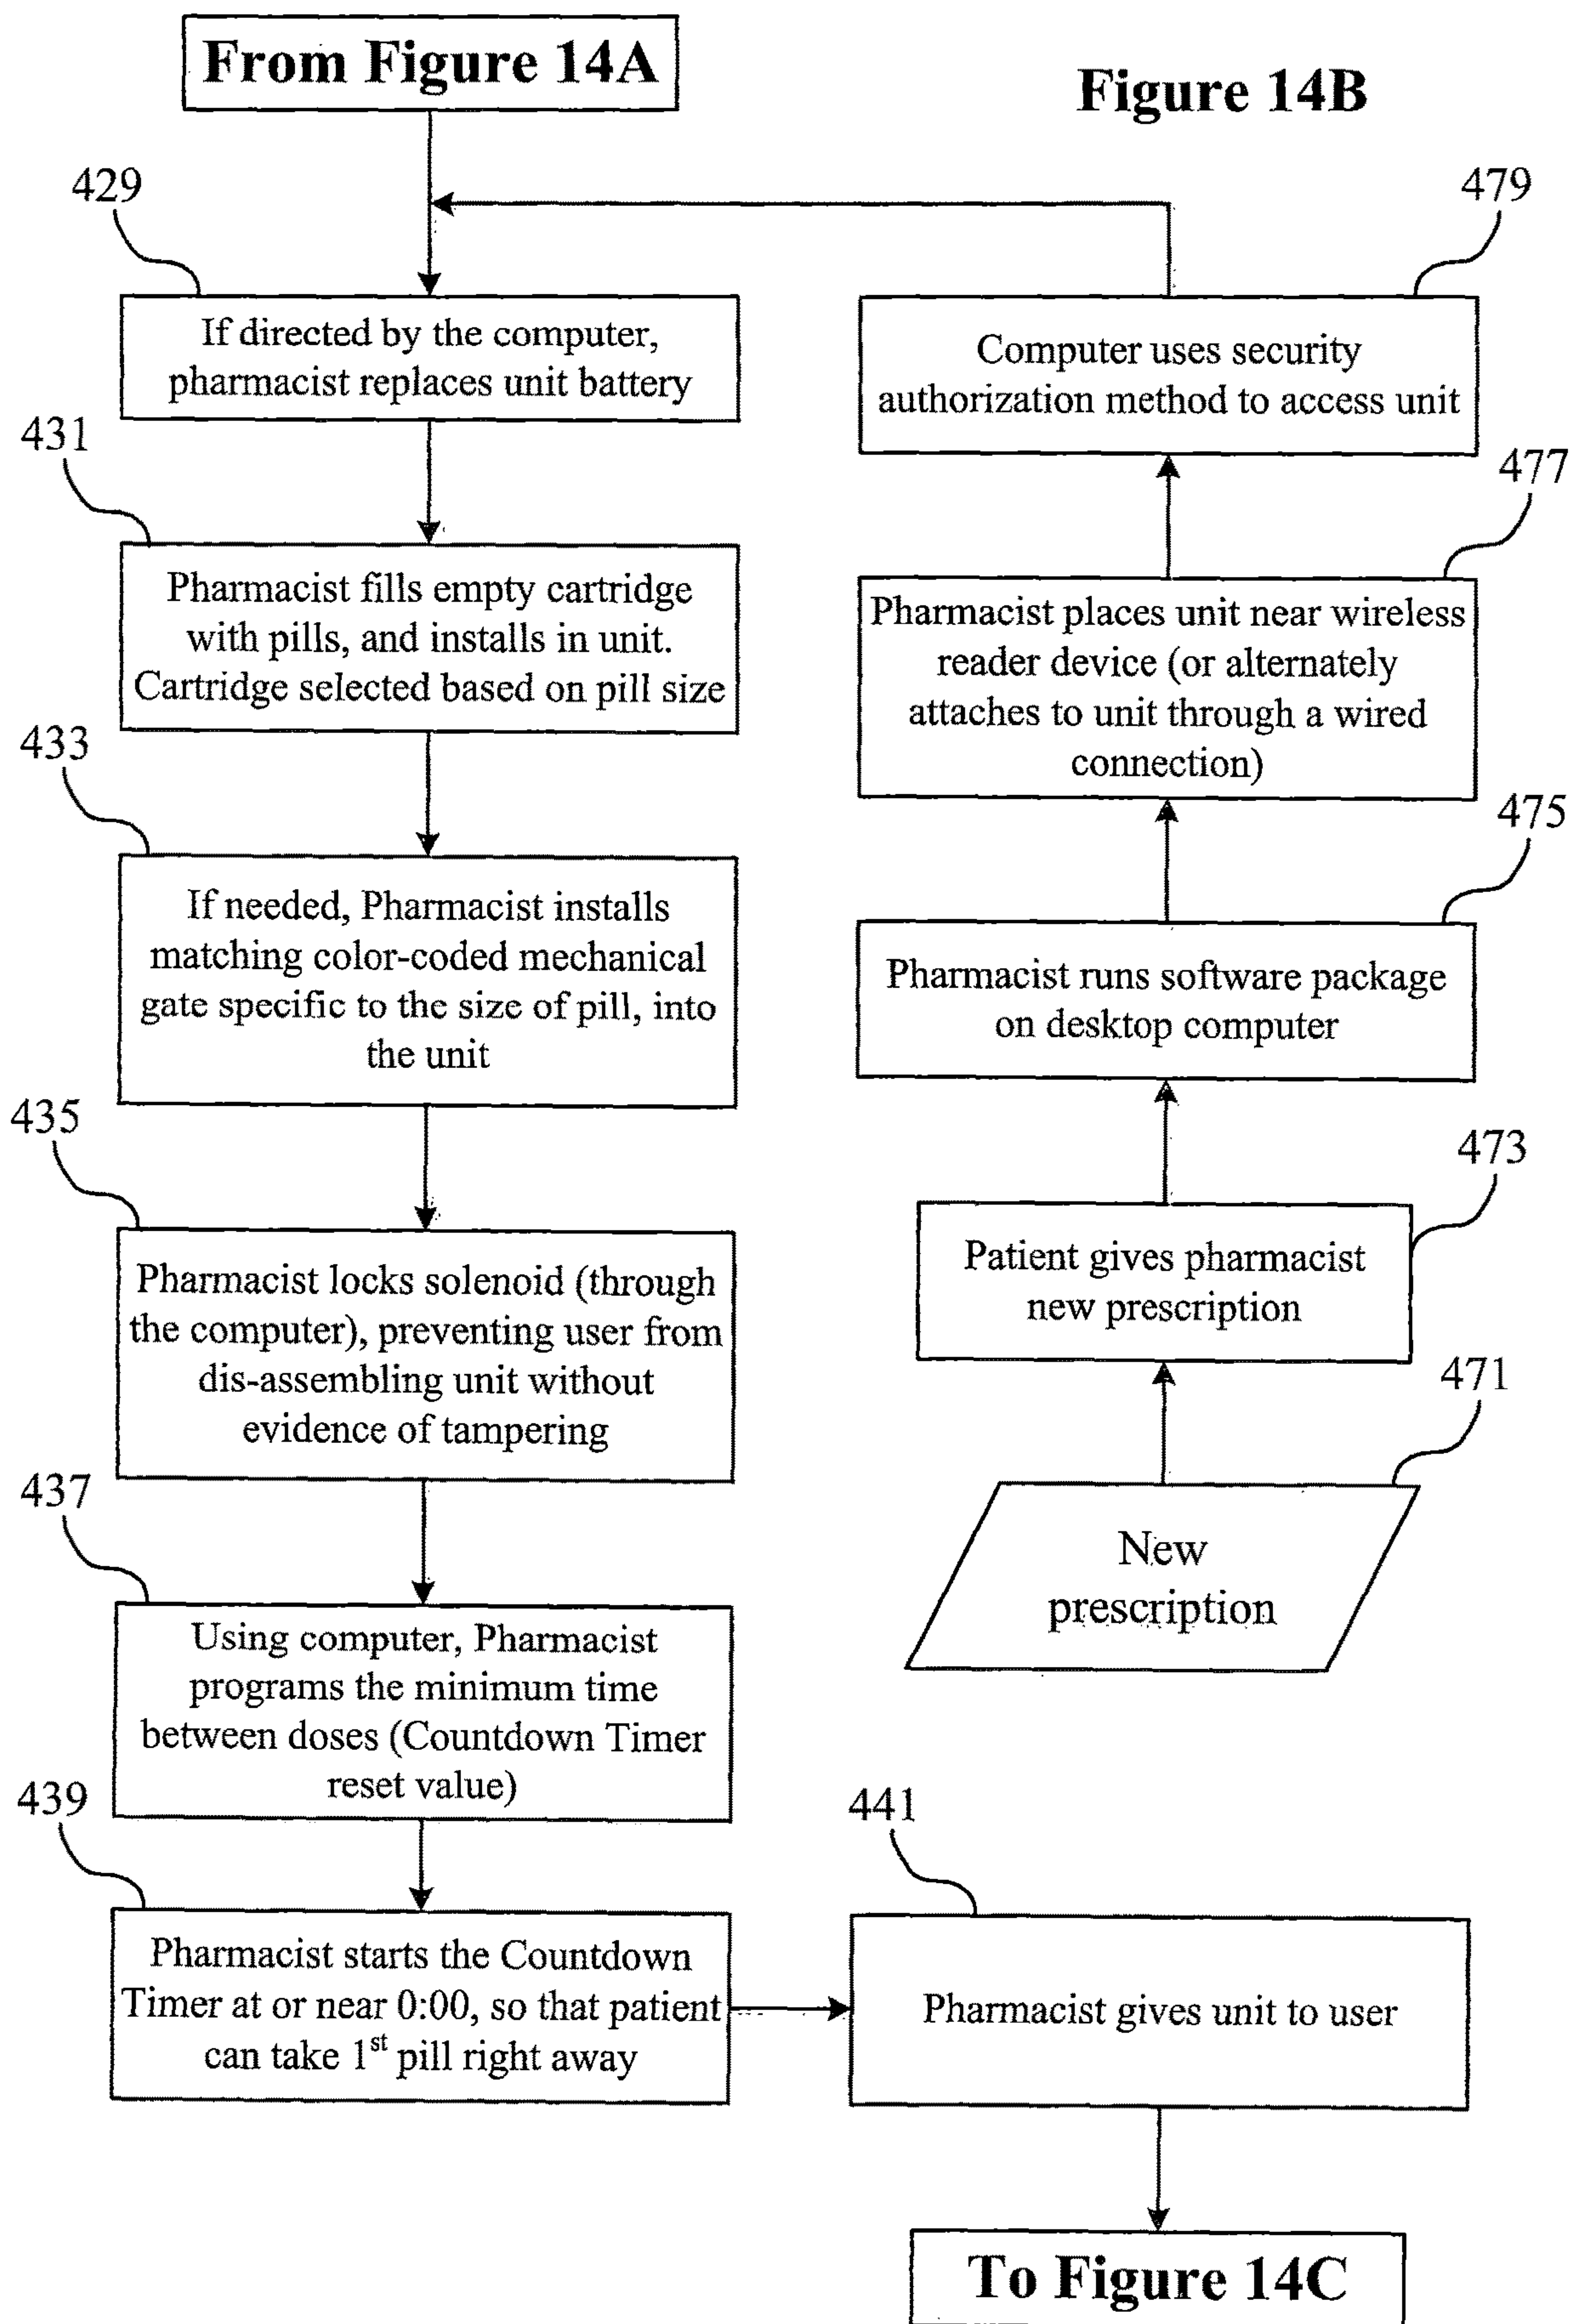 From Figure 14A
Figure 14B
429
If directed by the computer,
pharmacist replaces unit battery
431
Pharmacist fills empty cartridge
with pills, and installs in unit.
Cartridge selected based on pill size
433
If needed, Pharmacist installs
matching color-coded mechanical
gate specific to the size of pill, into
the unit
435
Pharmacist locks solenoid (through
the computer), preventing user from
dis-assembling unit without
evidence of tampering
437
Using computer, Pharmacist
programs the minimum time
between doses (Countdown Timer
reset value)
439
Pharmacist starts the Countdown
Timer at or near 0:00, so that patient
can take 1st pill right away
479
Computer uses security
authorization method to access unit
477
Pharmacist places unit near wireless
reader device (or alternately
attaches to unit through a wired
connection)
475
Pharmacist runs software package
on desktop computer
473
Patient gives pharmacist
new prescription
471
New
prescription
441
Pharmacist gives unit to user
To Figure 14C